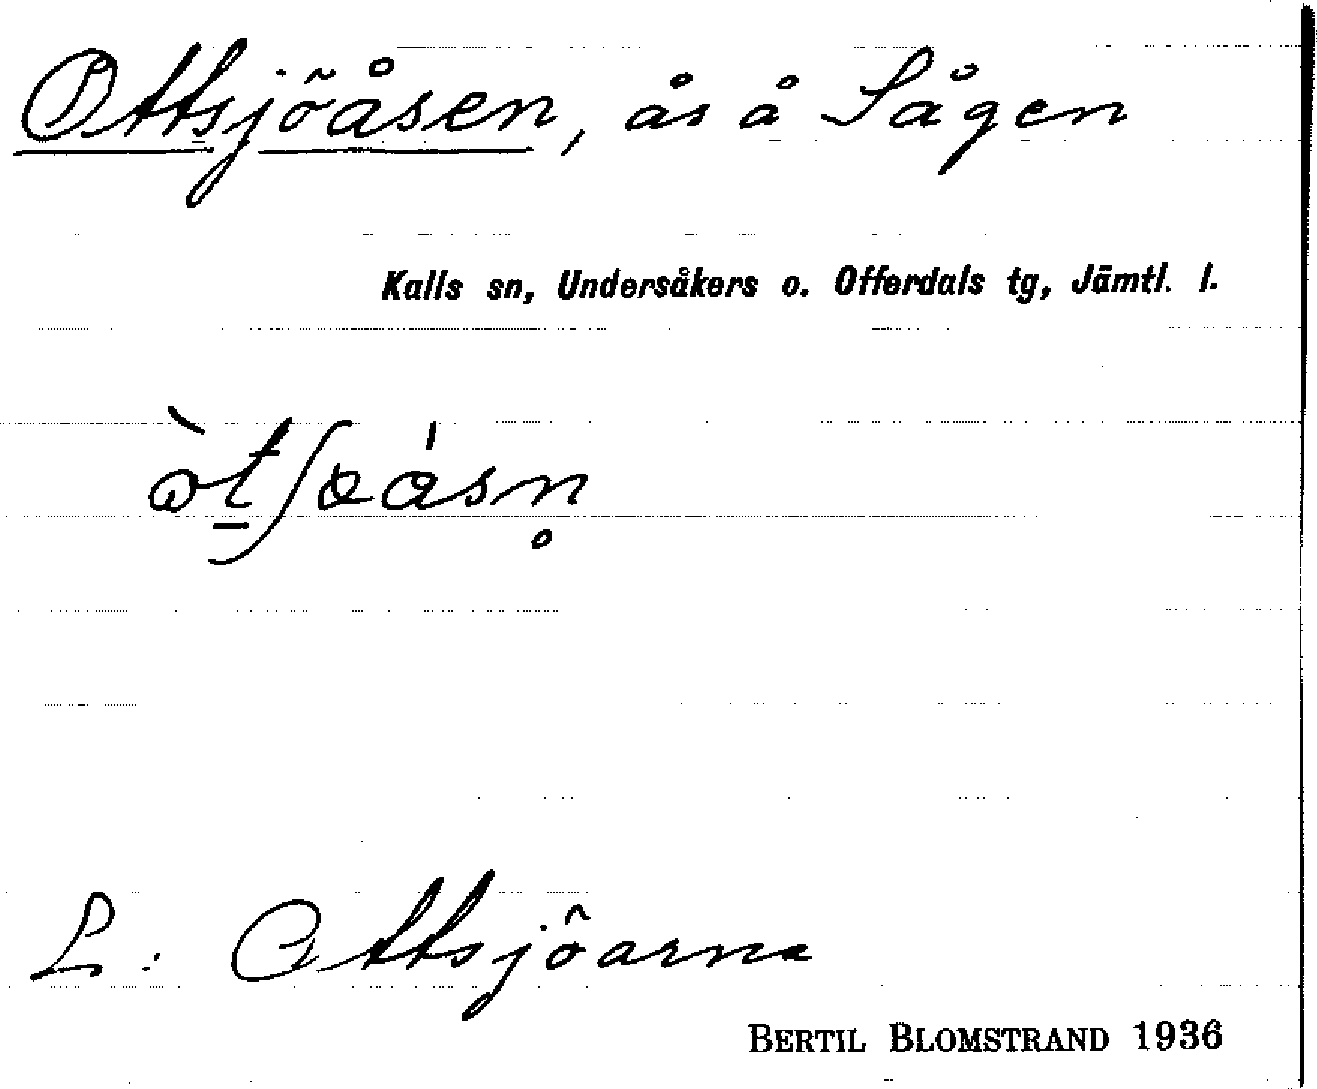 Ottsjöåsen, ås å Sågen
Kalls sn, Undersåkers o. Offerdals tg, Jämtl. l.
L: Ottsjöarna
BERTIL BLOMSTRAND 1936